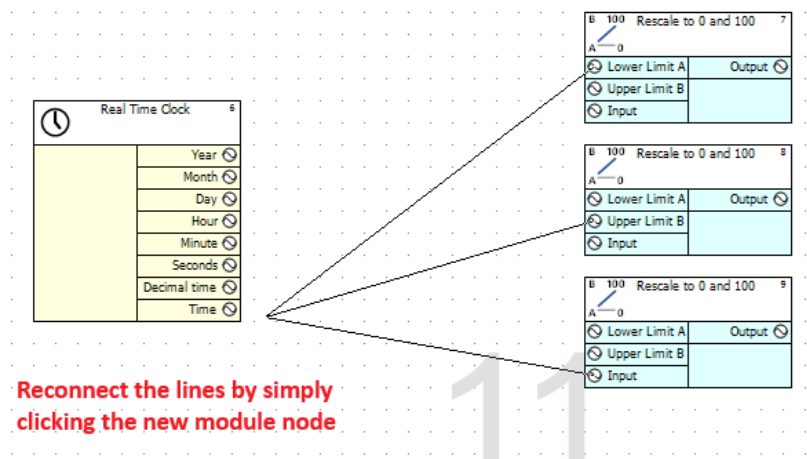 Real Time Clock 6
Year
Month
Day
Hour
Minute
Seconds
Decimal time
Time
B 100 Rescale to 0 and 100 7
A 0
Lower Limit A Output
Upper Limit B
Input
B 100 Rescale to 0 and 100 8
A 0
Lower Limit A Output
Upper Limit B
Input
B 100 Rescale to 0 and 100 9
A 0
Lower Limit A Output
Upper Limit B
Input
11
Reconnect the lines by simply
clicking the new module node